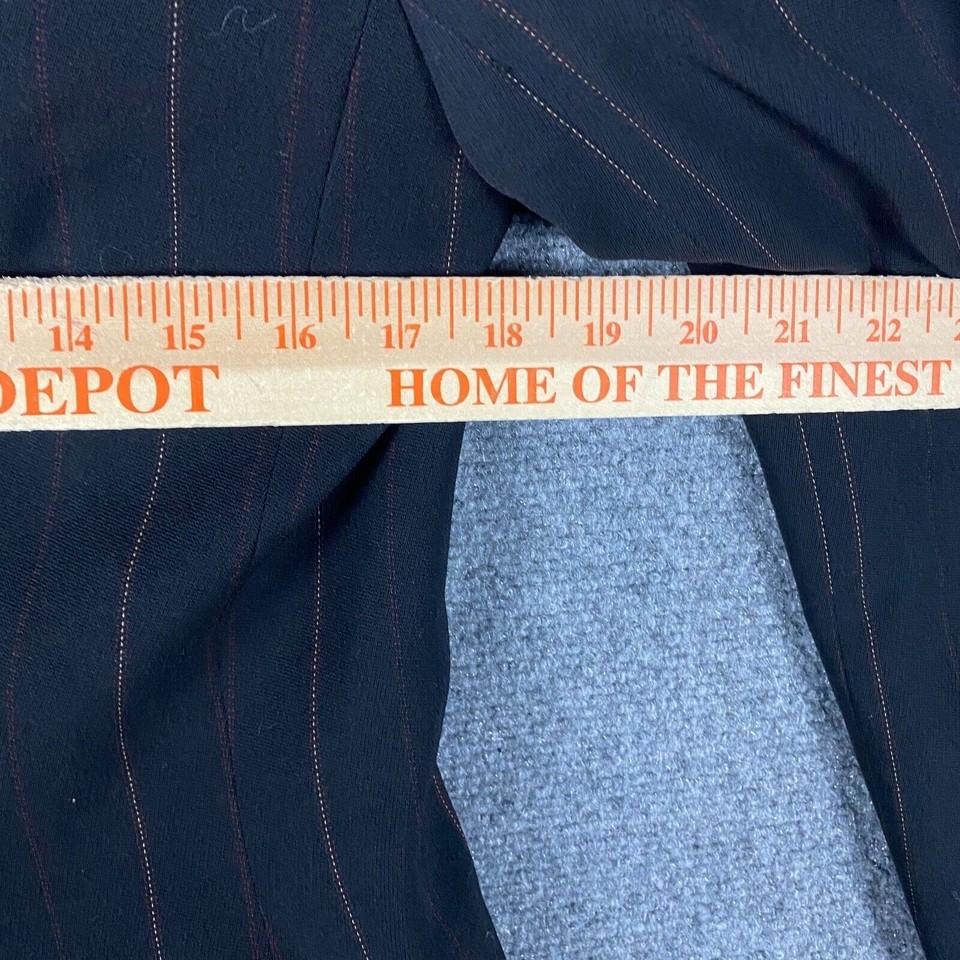 14 15 16 17 18 19 20 21 22
DEPOT HOME OF THE FINEST